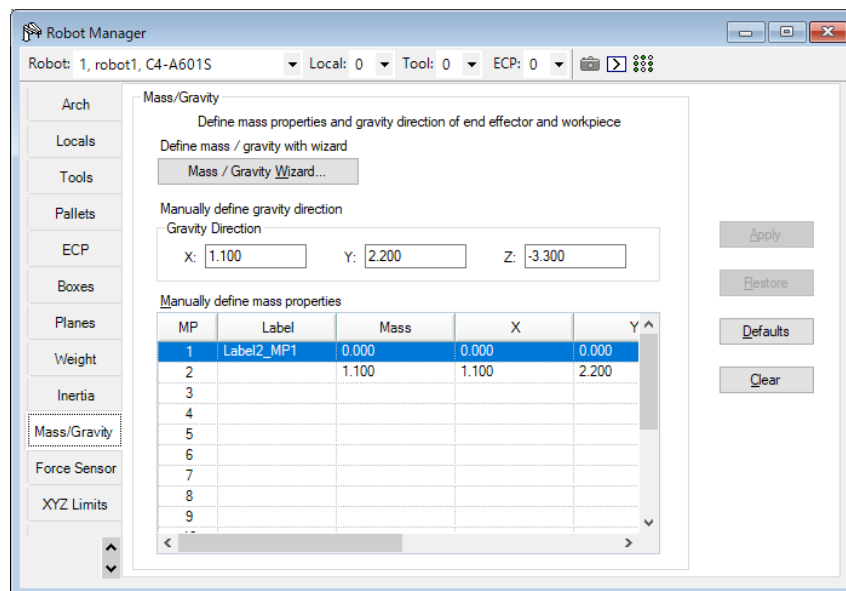 Robot Manager
Robot: 1, robot1, C4-A601S Local: 0 Tool: 0 ECP: 0
Arch
Locals
Tools
Pallets
ECP
Boxes
Planes
Weight
Inertia
Mass/Gravity
Force Sensor
XYZ Limits
Mass/Gravity
Define mass properties and gravity direction of end effector and workpiece
Define mass / gravity with wizard
Mass / Gravity Wizard...
Manually define gravity direction
Gravity Direction
X: 1.100 Y: 2.200 Z: -3.300
Manually define mass properties
MP Label Mass X Y
1 Label2_MP1 0.000 0.000 0.000
2 1.100 1.100 2.200
3
4
5
6
7
8
9
Apply
Restore
Defaults
Clear